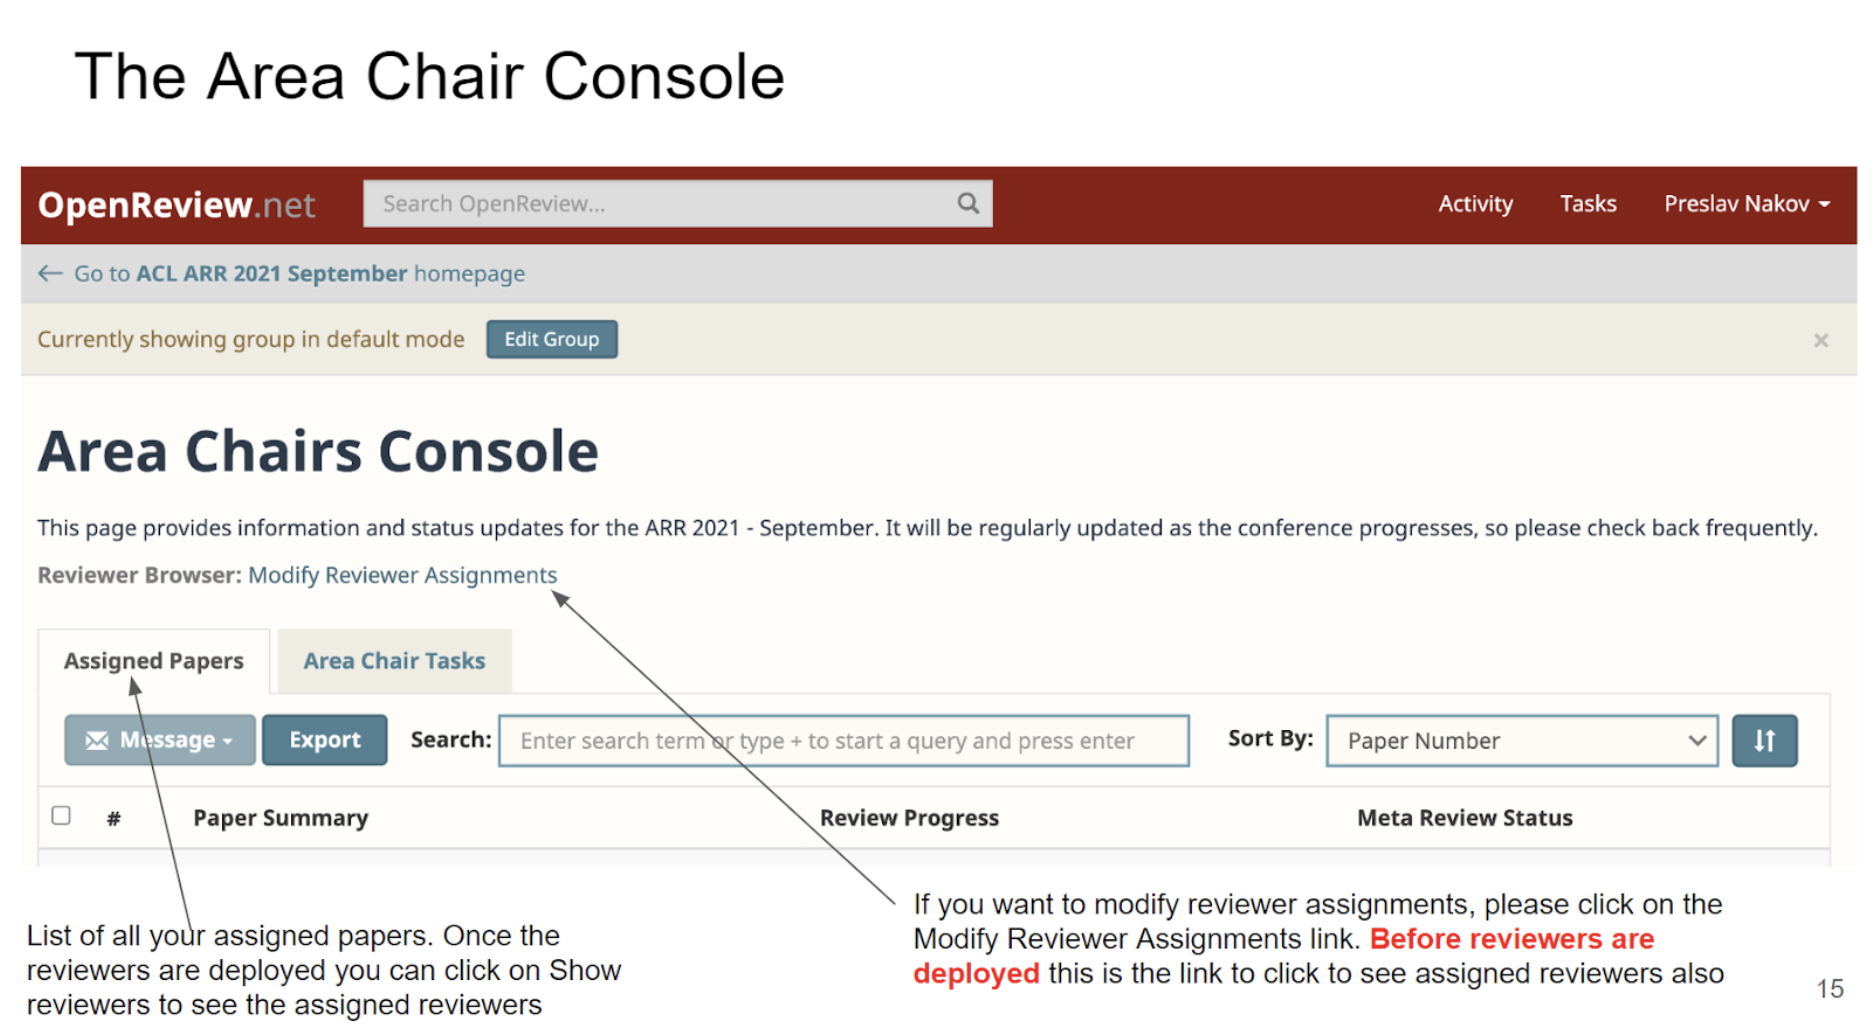 The Area Chair Console
OpenReview.net
Search OpenReview...
Activity
Tasks
Preslav Nakov
← Go to ACL ARR 2021 September homepage
Currently showing group in default mode
Edit Group
×
Area Chairs Console
This page provides information and status updates for the ARR 2021 - September. It will be regularly updated as the conference progresses, so please check back frequently.
Reviewer Browser: Modify Reviewer Assignments
Assigned Papers
Area Chair Tasks
Message
Export
Search:
Enter search term or type + to start a query and press enter
Sort By:
Paper Number
#
Paper Summary
Review Progress
Meta Review Status
List of all your assigned papers. Once the
reviewers are deployed you can click on Show
reviewers to see the assigned reviewers
If you want to modify reviewer assignments, please click on the
Modify Reviewer Assignments link. Before reviewers are
deployed this is the link to click to see assigned reviewers also
15